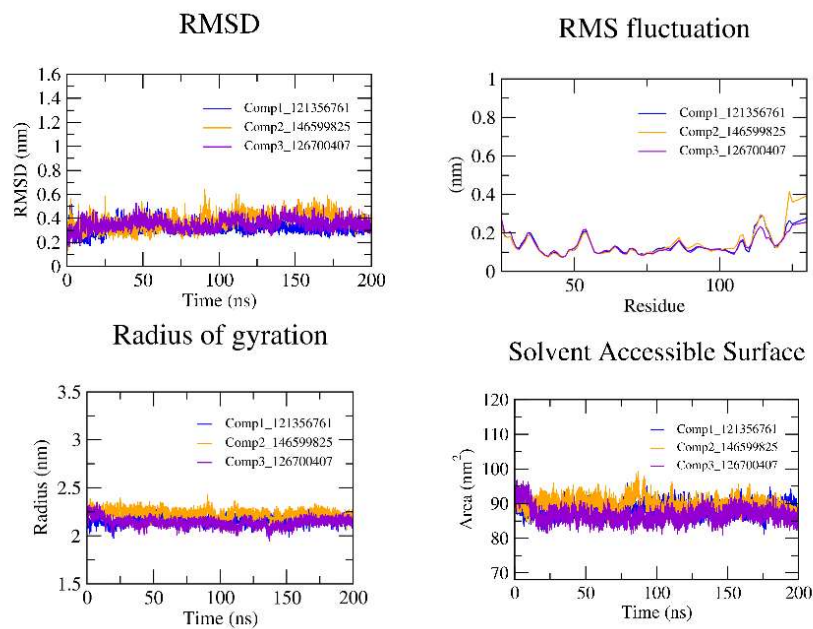 RMSD
1.6
1.4
1.2
1
0.8
0.6
0.4
0.2
0
RMSD (nm)
Comp1_121356761
Comp2_146599825
Comp3_126700407
0 50 100 150 200
Time (ns)
RMS fluctuation
1
0.8
0.6
0.4
0.2
0
(nm)
Comp1_121356761
Comp2_146599825
Comp3_126700407
50 100
Residue
Radius of gyration
3.5
3
2.5
2
1.5
Radius (nm)
Comp1_121356761
Comp2_146599825
Comp3_126700407
0 50 100 150 200
Time (ns)
Solvent Accessible Surface
120
110
100
90
80
70
Area (nm²)
Comp1_121356761
Comp2_146599825
Comp3_126700407
0 50 100 150 200
Time (ns)